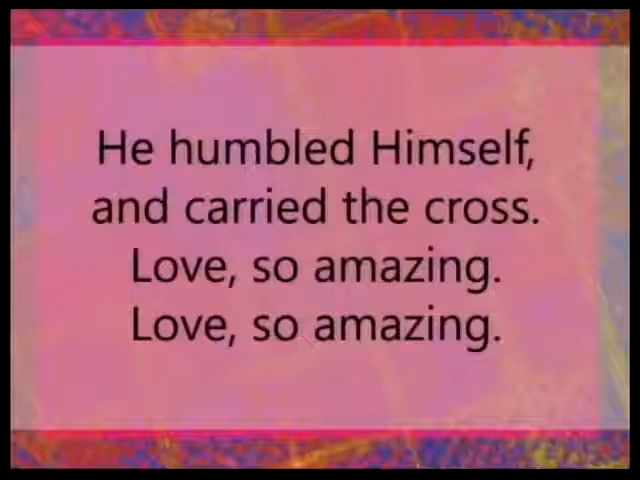 He humbled Himself,
and carried the cross.
Love, so amazing.
Love, so amazing.